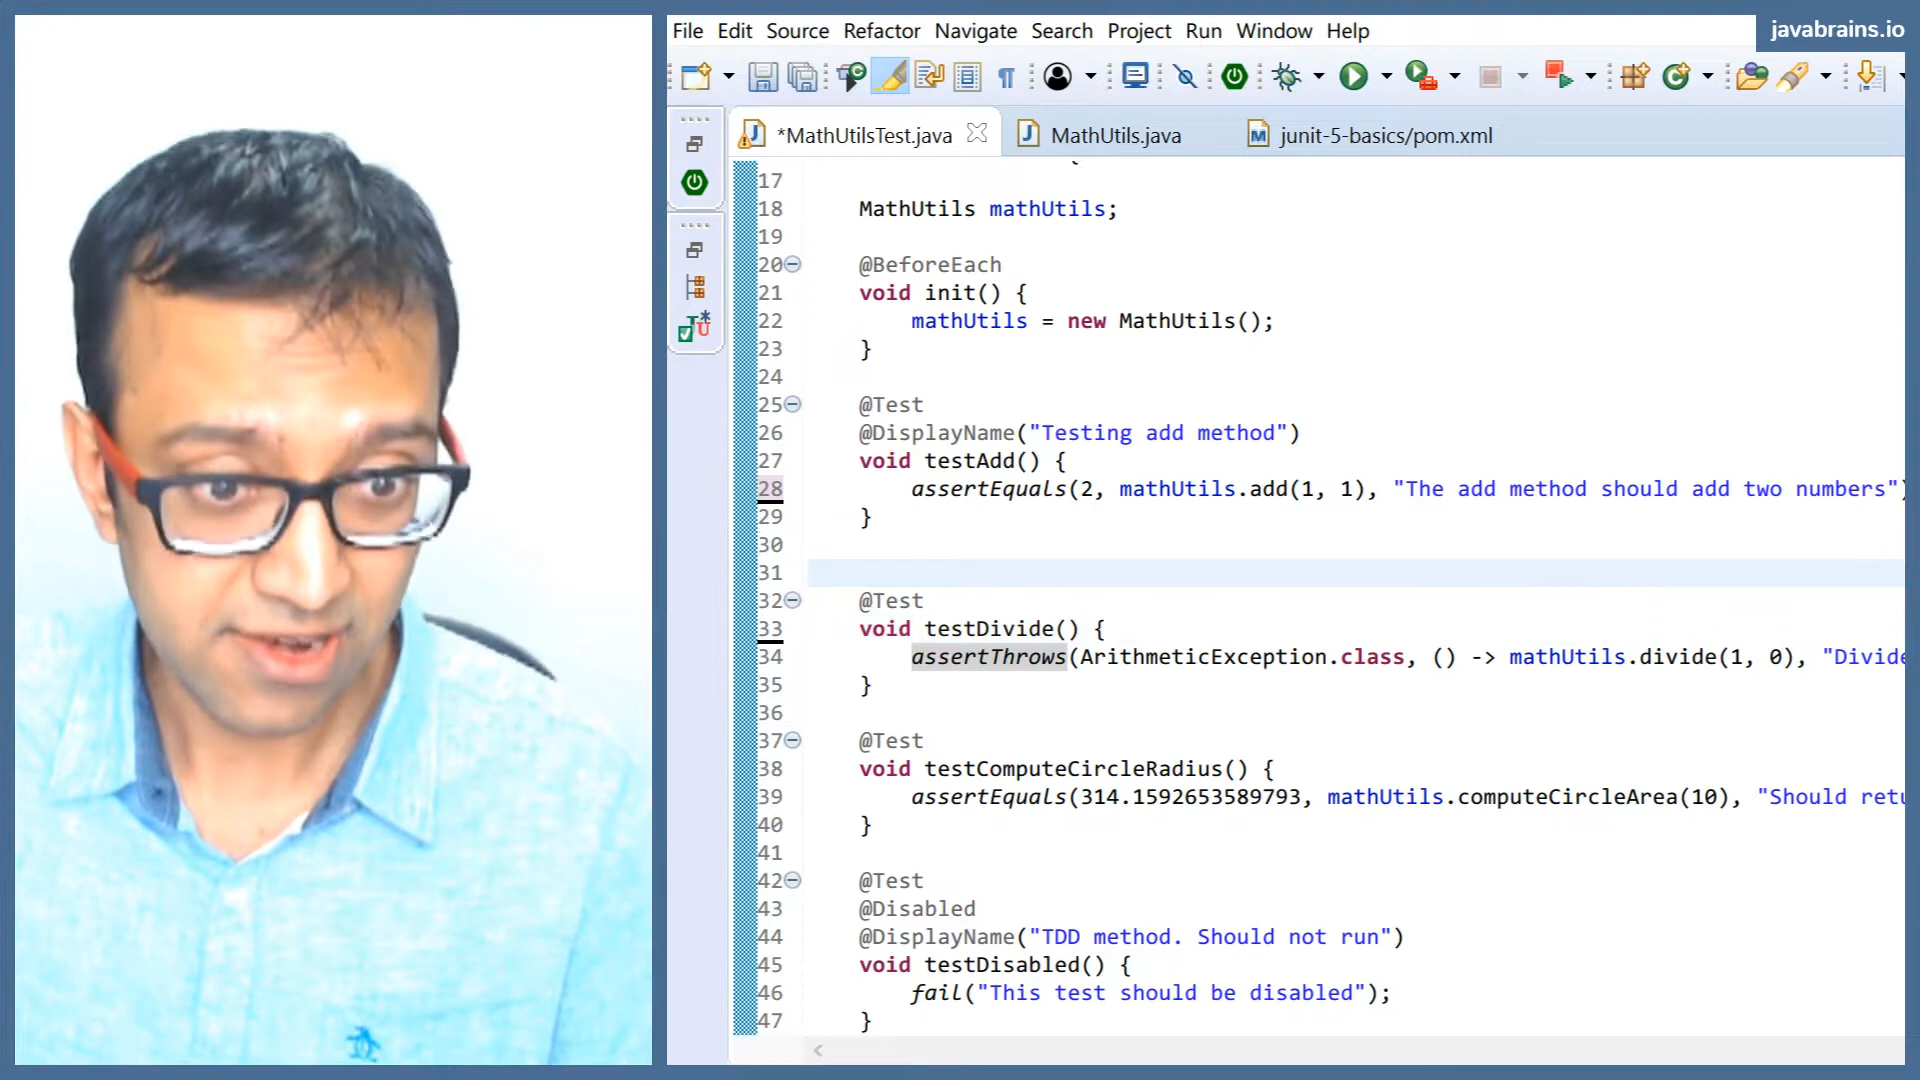 javabrains.io
File Edit Source Refactor Navigate Search Project Run Window Help
*MathUtilsTest.java MathUtils.java junit-5-basics/pom.xml
17
18 MathUtils mathUtils;
19
20 @BeforeEach
21 void init() {
22 mathUtils = new MathUtils();
23 }
24
25 @Test
26 @DisplayName("Testing add method")
27 void testAdd() {
28 assertEquals(2, mathUtils.add(1, 1), "The add method should add two numbers")
29 }
30
31
32 @Test
33 void testDivide() {
34 assertThrows(ArithmeticException.class, () -> mathUtils.divide(1, 0), "Divide
35 }
36
37 @Test
38 void testComputeCircleRadius() {
39 assertEquals(314.1592653589793, mathUtils.computeCircleArea(10), "Should retu
40 }
41
42 @Test
43 @Disabled
44 @DisplayName("TDD method. Should not run")
45 void testDisabled() {
46 fail("This test should be disabled");
47 }